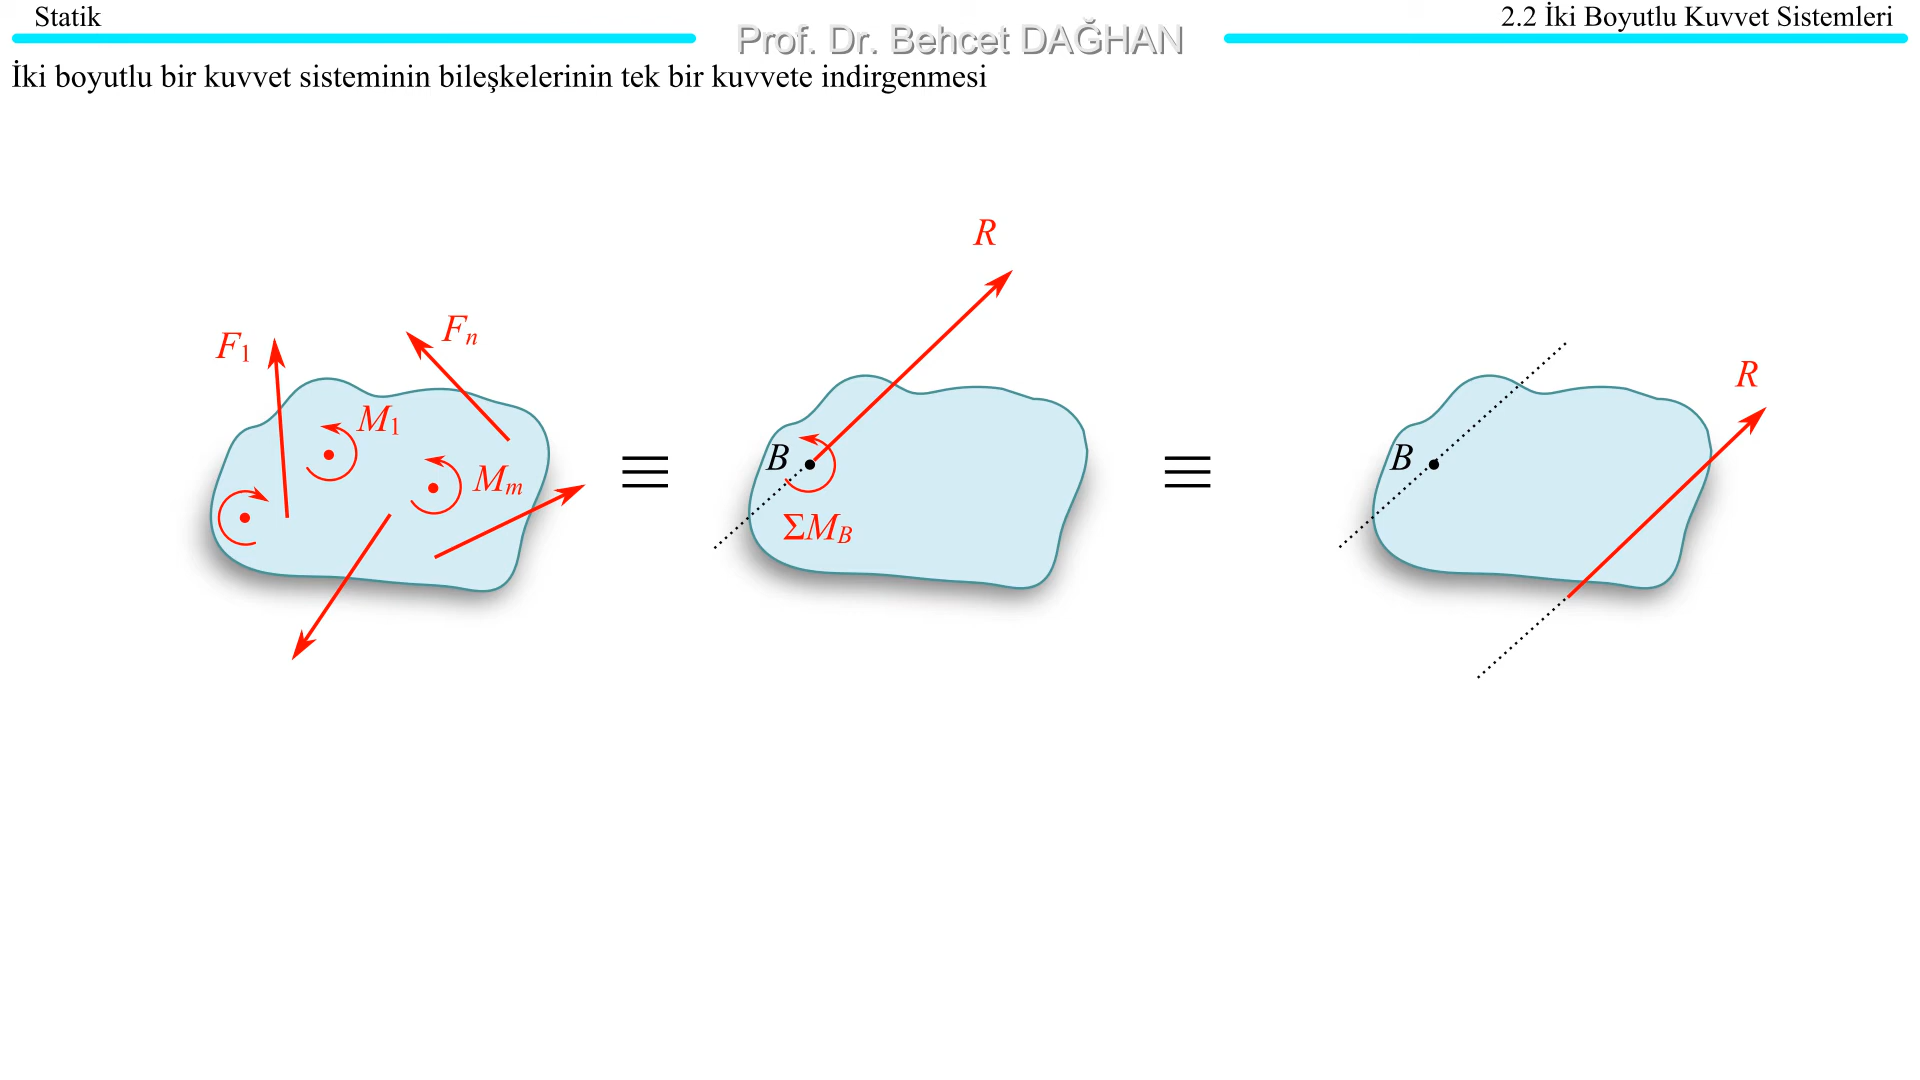 Statik
Prof. Dr. Behcet DAĞHAN
2.2 İki Boyutlu Kuvvet Sistemleri
İki boyutlu bir kuvvet sisteminin bileşkelerinin tek bir kuvvete indirgenmesi
R
F1
Fn
R
M1
B
B
Mm
ΣMB